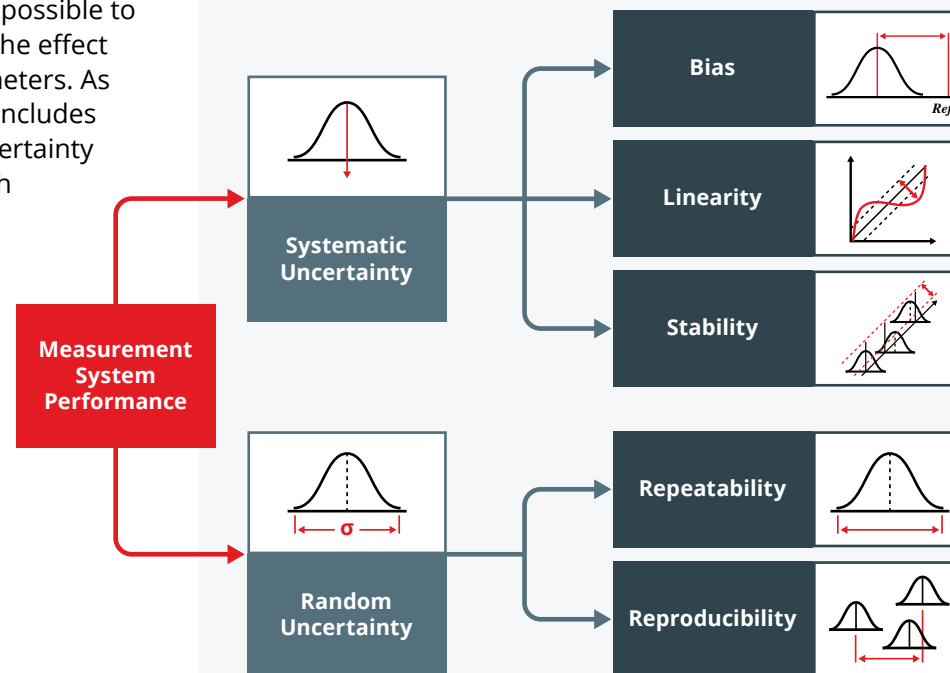 possible to
he effect
neters. As
ncludes
ertainty
h
Measurement
System
Performance
Systematic
Uncertainty
Bias
Ref
Linearity
Stability
σ
Random
Uncertainty
Repeatability
Reproducibility